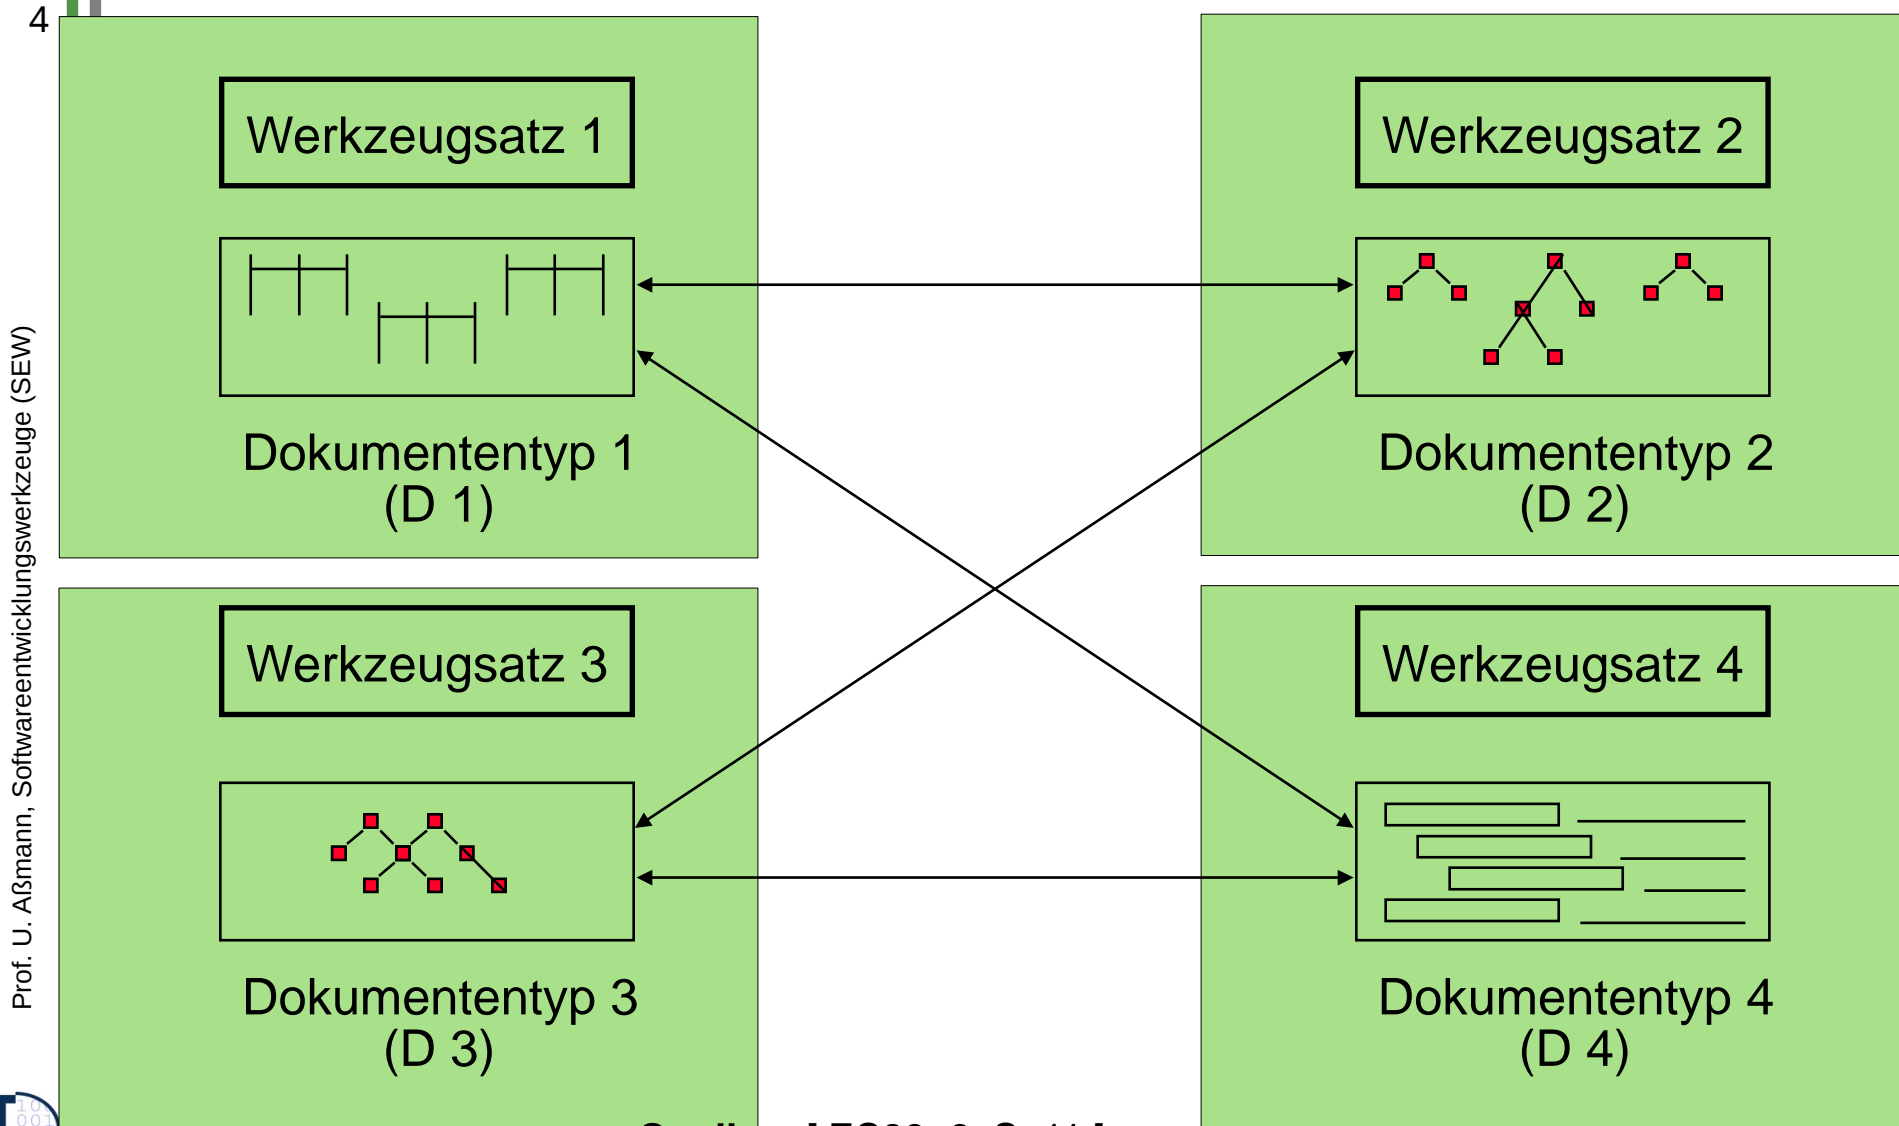 4
Werkzeugsatz 1
Dokumententyp 1
(D 1)
Werkzeugsatz 2
Dokumententyp 2
(D 2)
Werkzeugsatz 3
Dokumententyp 3
(D 3)
Werkzeugsatz 4
Dokumententyp 4
(D 4)
Prof. U. Aßmann, Softwareentwicklungswerkzeuge (SEW)